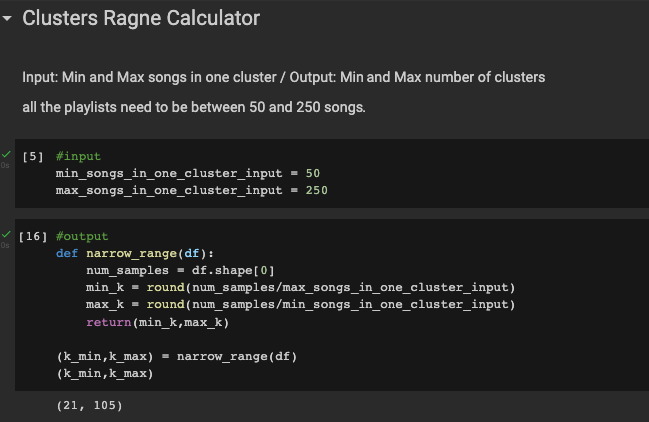 Clusters Ragne Calculator
Input: Min and Max songs in one cluster / Output: Min and Max number of clusters
all the playlists need to be between 50 and 250 songs.
[5] #input
0s
min_songs_in_one_cluster_input = 50
max_songs_in_one_cluster_input = 250
[16] #output
0s
def narrow_range(df):
num_samples = df.shape[0]
min_k = round(num_samples/max_songs_in_one_cluster_input)
max_k = round(num_samples/min_songs_in_one_cluster_input)
return(min_k,max_k)
(k_min,k_max) = narrow_range(df)
(k_min,k_max)
(21, 105)